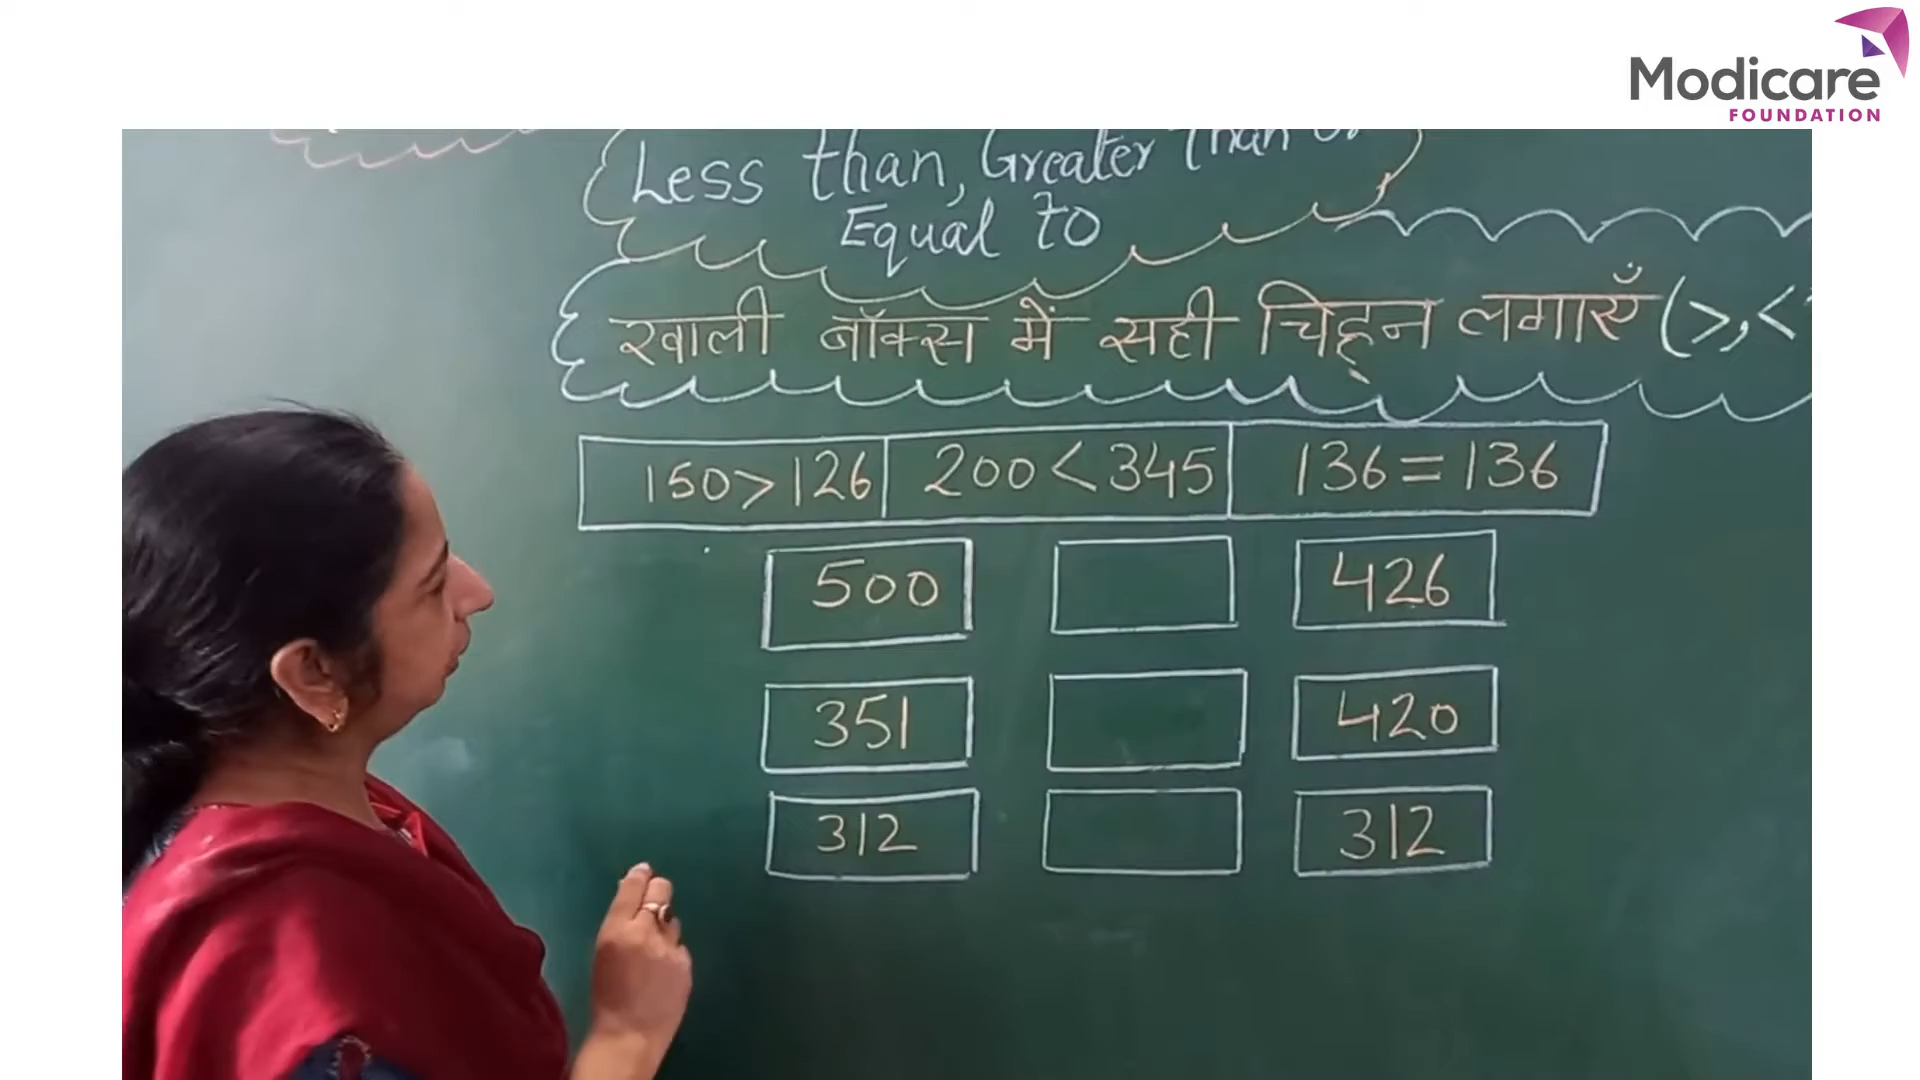 Modicare
FOUNDATION
Less than, Greater Than
Equal to
खाली बॉक्स में सही चिह्न लगाएँ (>,<
150>126 200<345 136=136
500 426
351 420
312 312